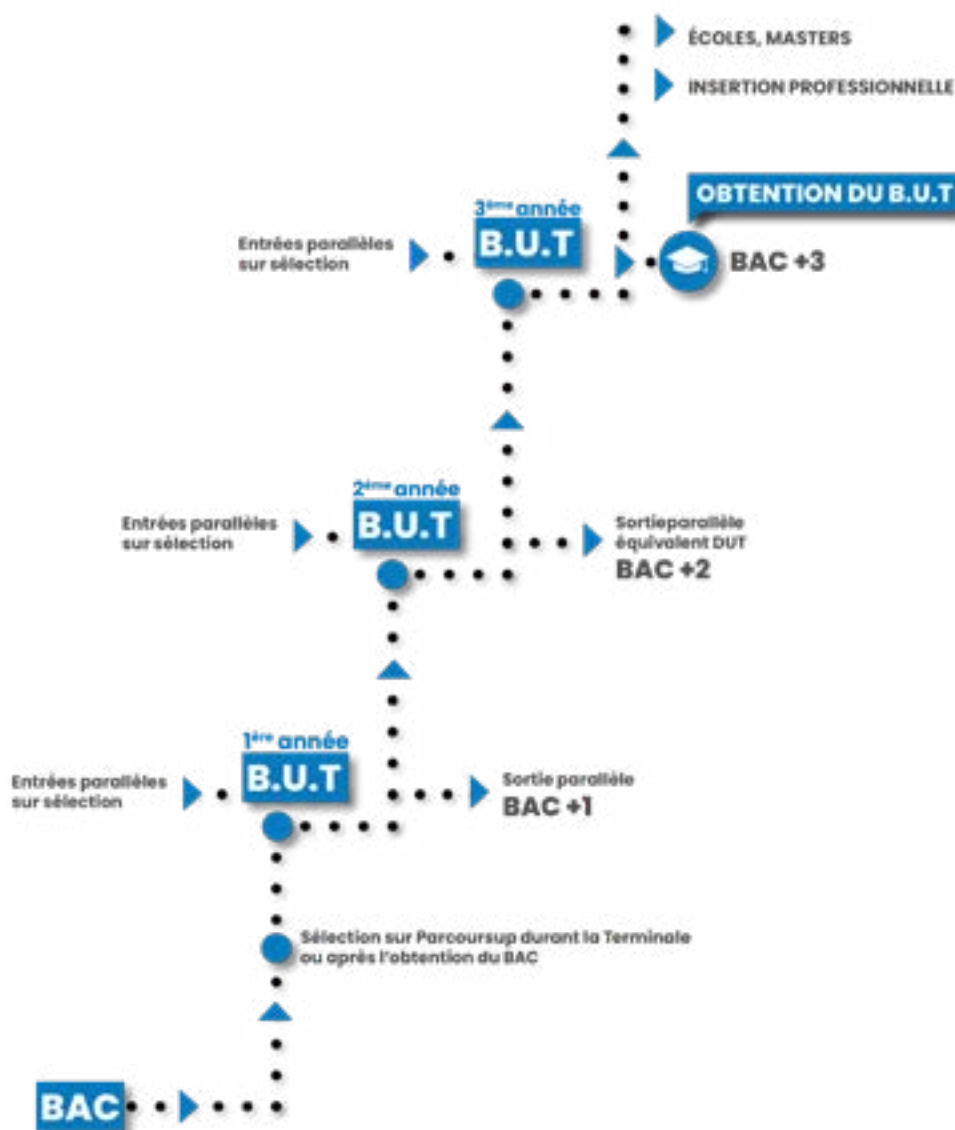 ÉCOLES, MASTERS
INSERTION PROFESSIONNELLE
OBTENTION DU B.U.T
BAC +3
3ème année
B.U.T
Entrées parallèles
sur sélection
2ème année
B.U.T
Entrées parallèles
sur sélection
Sortieparallèle
équivalent DUT
BAC +2
1ère année
B.U.T
Entrées parallèles
sur sélection
Sortie parallèle
BAC +1
Sélection sur Parcoursup durant la Terminale
ou après l'obtention du BAC
BAC